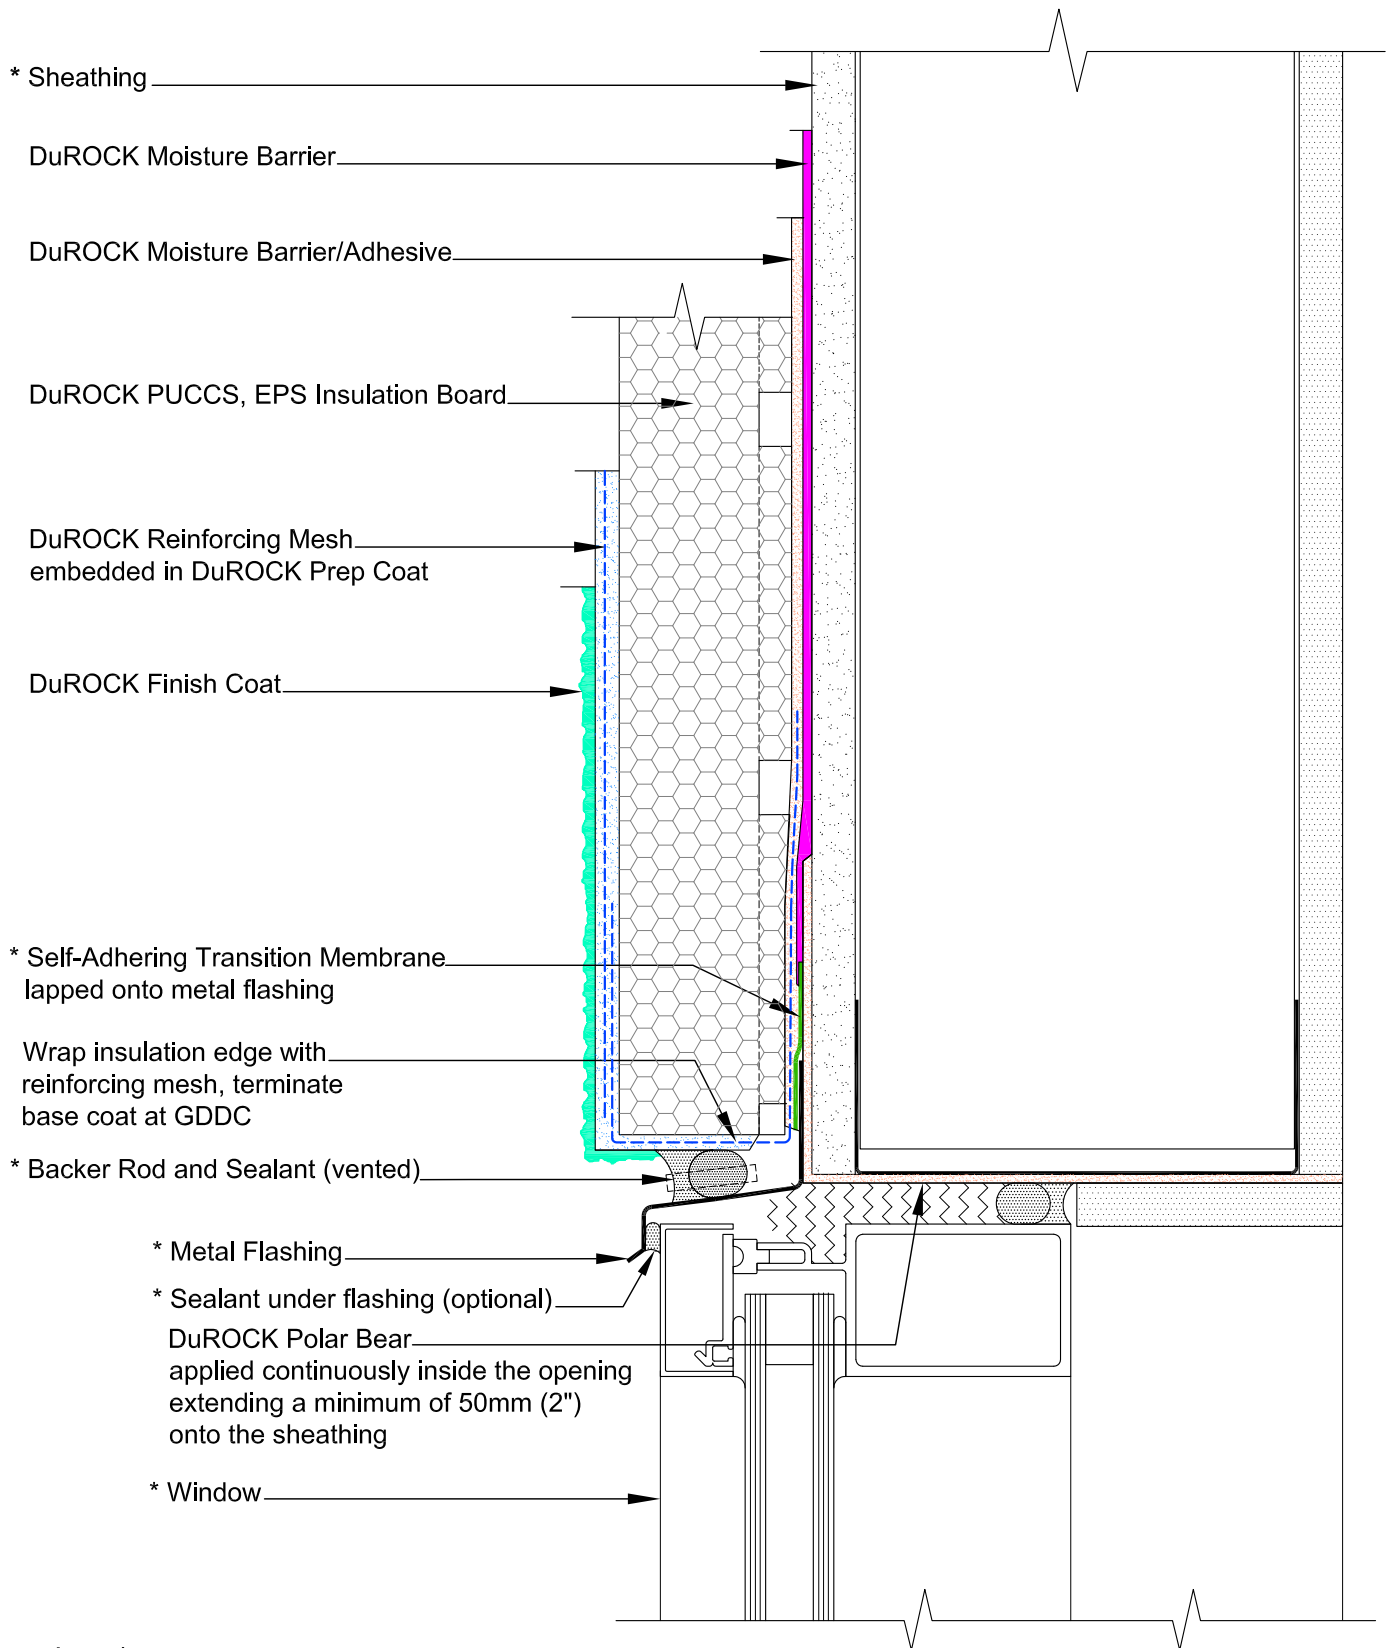 * Sheathing
DuROCK Moisture Barrier
DuROCK Moisture Barrier/Adhesive
DuROCK PUCCS, EPS Insulation Board
DuROCK Reinforcing Mesh
embedded in DuROCK Prep Coat
DuROCK Finish Coat
* Self-Adhering Transition Membrane
lapped onto metal flashing
Wrap insulation edge with
reinforcing mesh, terminate
base coat at GDDC
* Backer Rod and Sealant (vented)
* Metal Flashing
* Sealant under flashing (optional)
DuROCK Polar Bear
applied continuously inside the opening
extending a minimum of 50mm (2")
onto the sheathing
* Window